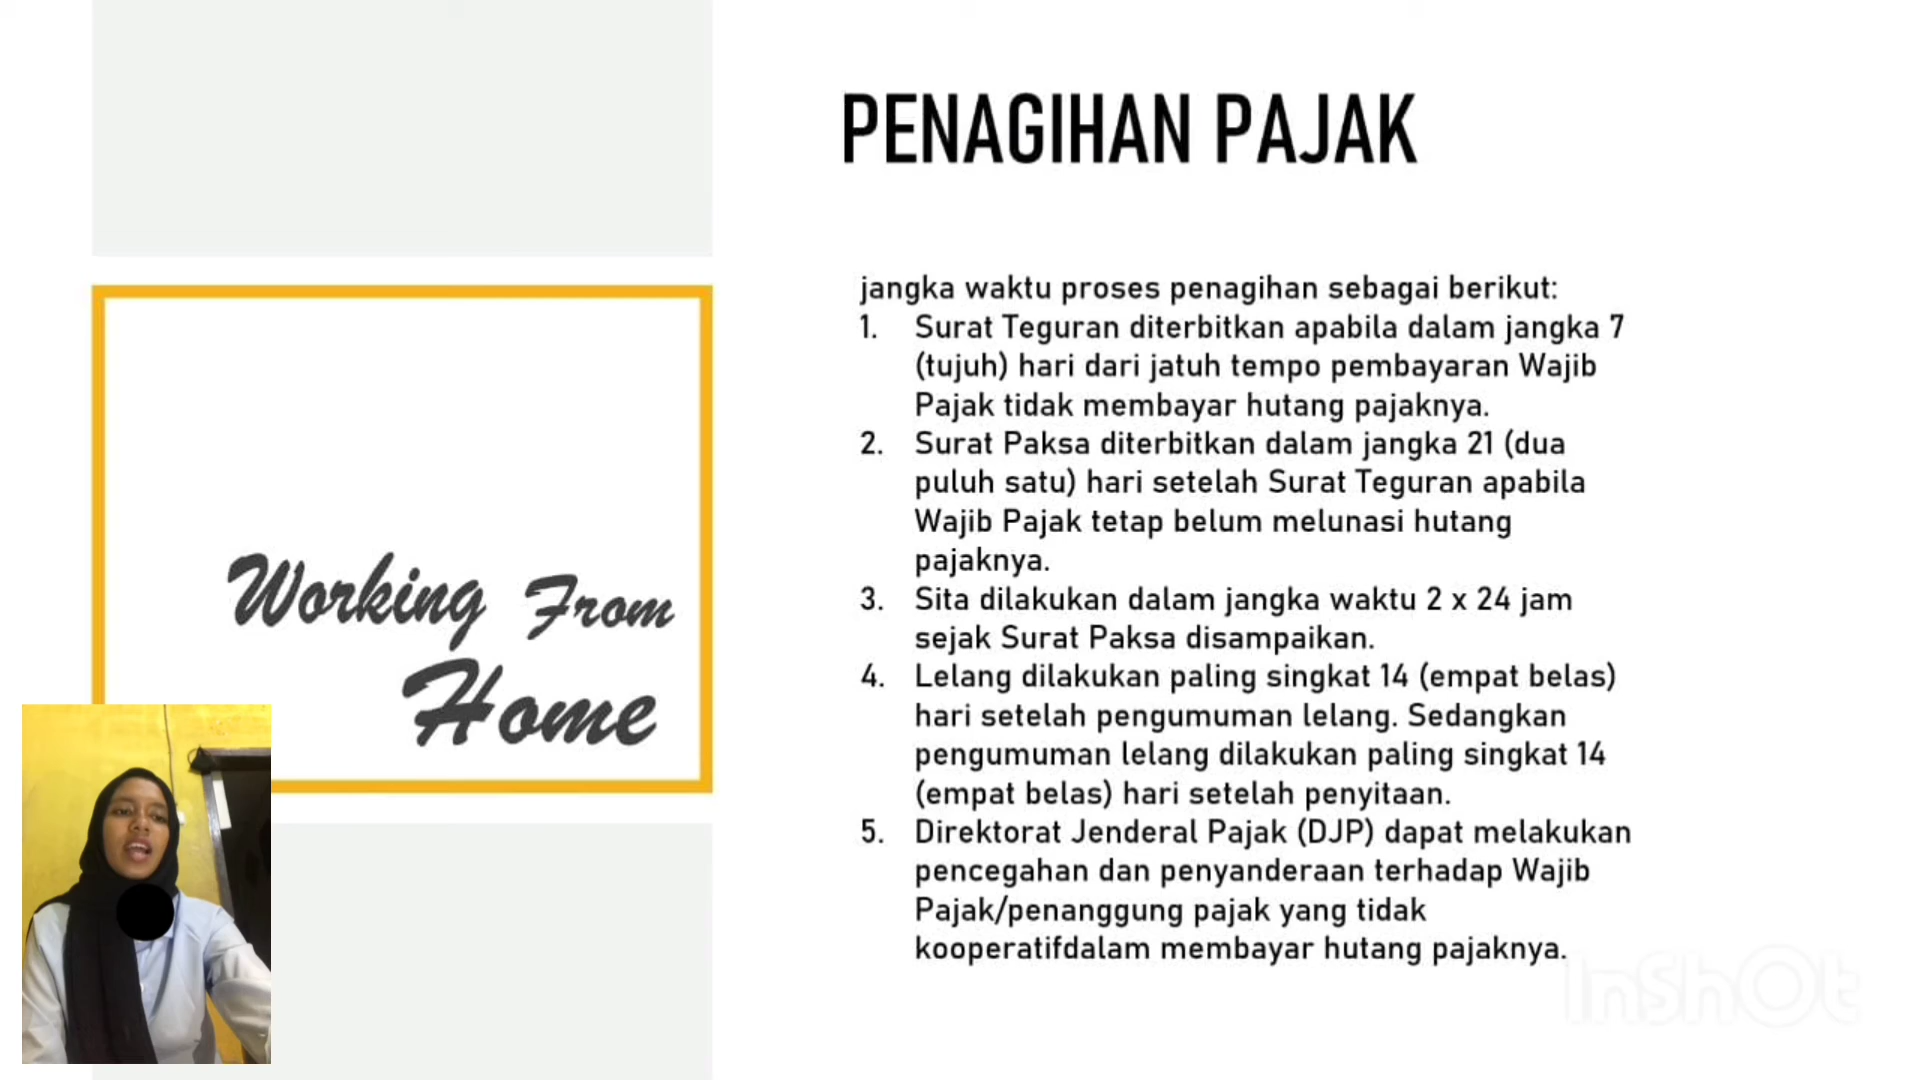 PENAGIHAN PAJAK
jangka waktu proses penagihan sebagai berikut:
1. Surat Teguran diterbitkan apabila dalam jangka 7
(tujuh) hari dari jatuh tempo pembayaran Wajib
Pajak tidak membayar hutang pajaknya.
2. Surat Paksa diterbitkan dalam jangka 21 (dua
puluh satu) hari setelah Surat Teguran apabila
Wajib Pajak tetap belum melunasi hutang
pajaknya.
3. Sita dilakukan dalam jangka waktu 2 x 24 jam
sejak Surat Paksa disampaikan.
4. Lelang dilakukan paling singkat 14 (empat belas)
hari setelah pengumuman lelang. Sedangkan
pengumuman lelang dilakukan paling singkat 14
(empat belas) hari setelah penyitaan.
5. Direktorat Jenderal Pajak (DJP) dapat melakukan
pencegahan dan penyanderaan terhadap Wajib
Pajak/penanggung pajak yang tidak
kooperatifdalam membayar hutang pajaknya.
Working From
Home
InShOt